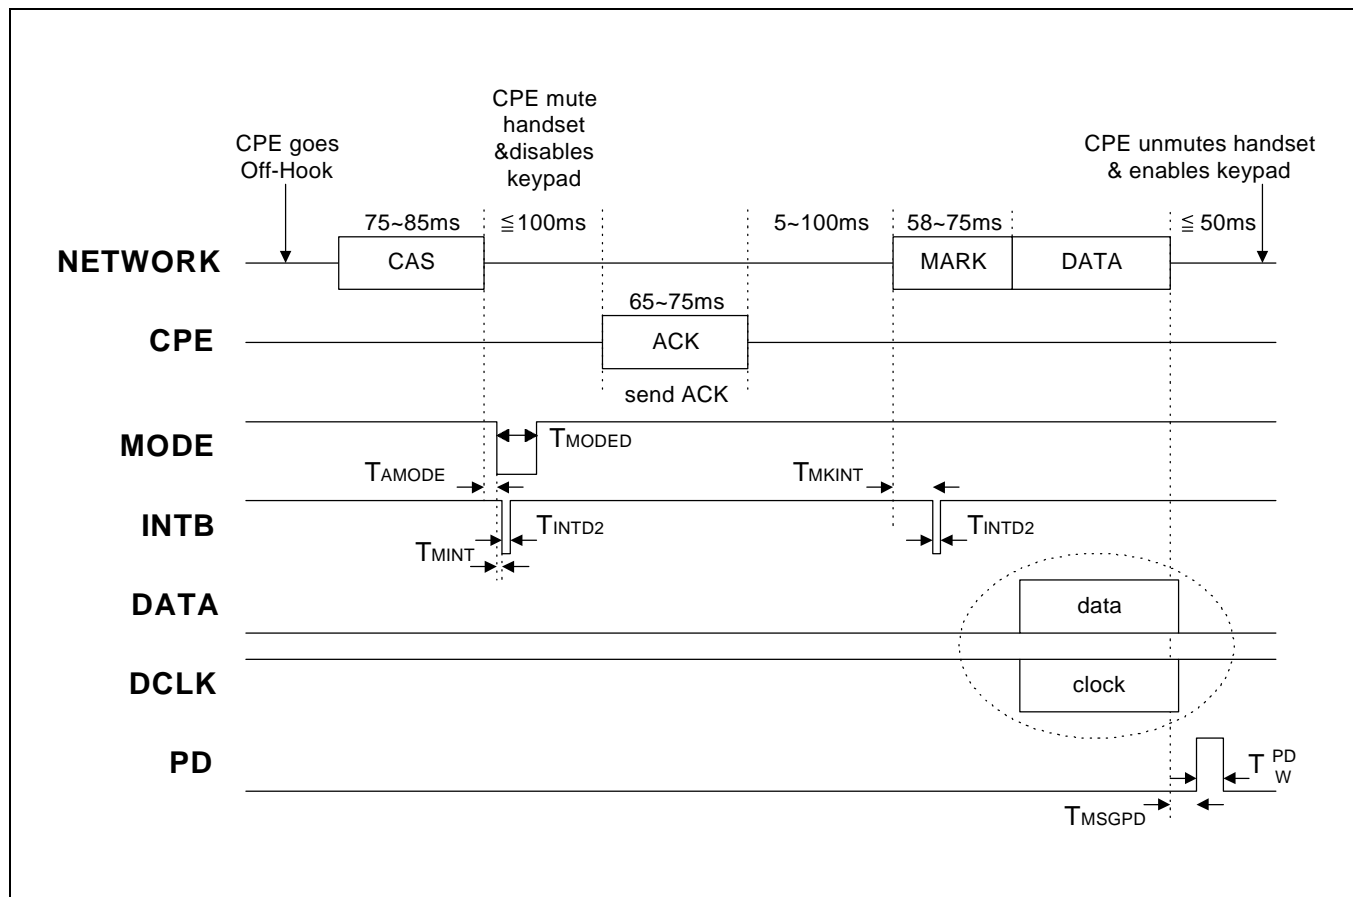 CPE mute
handset
&disables
keypad
CPE goes
Off-Hook
CPE unmutes handset
& enables keypad
75~85ms
≦100ms
5~100ms
58~75ms
≦ 50ms
NETWORK
CAS
MARK
DATA
65~75ms
CPE
ACK
send ACK
MODE
TMODED
TAMODE
TMKINT
INTB
TINTD2
TINTD2
TMINT
DATA
data
DCLK
clock
PD
T PD W
TMSGPD